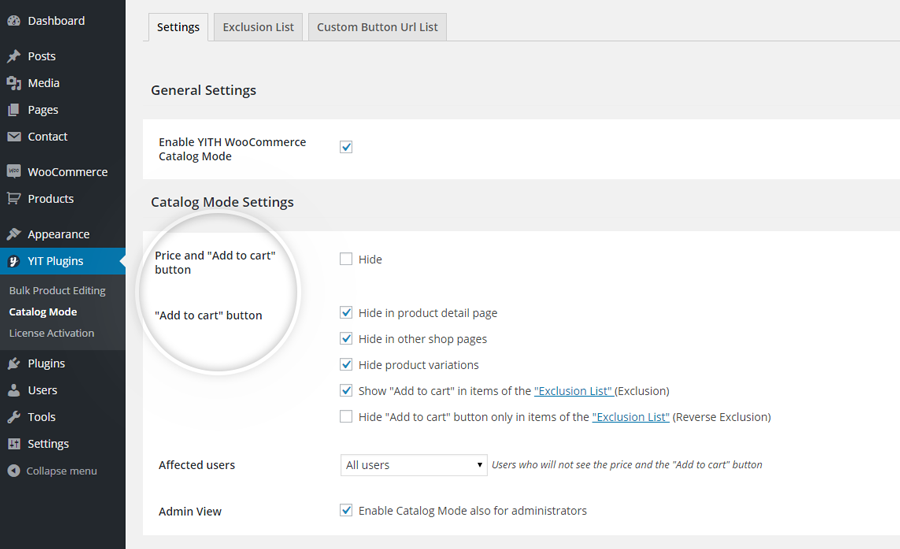 Dashboard
Posts
Media
Pages
Contact
WooCommerce
Products
Appearance
YIT Plugins
Bulk Product Editing
Catalog Mode
License Activation
Plugins
Users
Tools
Settings
Collapse menu
Settings
Exclusion List
Custom Button Url List
General Settings
Enable YITH WooCommerce
Catalog Mode
Catalog Mode Settings
Price and "Add to cart"
button
Hide
"Add to cart" button
Hide in product detail page
Hide in other shop pages
Hide product variations
Show "Add to cart" in items of the "Exclusion List" (Exclusion)
Hide "Add to cart" button only in items of the "Exclusion List" (Reverse Exclusion)
Affected users
All users
Users who will not see the price and the "Add to cart" button
Admin View
Enable Catalog Mode also for administrators